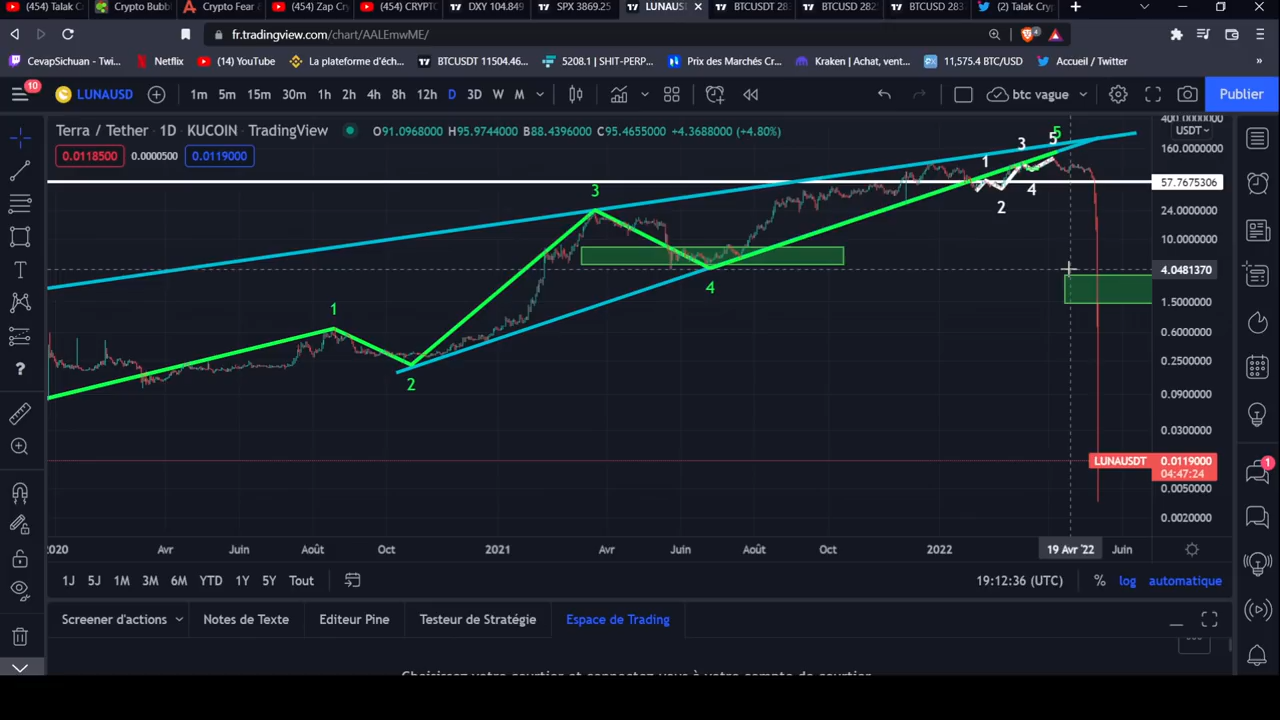 (454) Talak C
Crypto Bubb
Crypto Fear &
(454) Zap Cr
(454) CRYPTO
DXY 104.849
SPX 3869.25
LUNAUS
BTCUSDT 28
BTCUSD 282
BTCUSD 283
(2) Talak Cry
fr.tradingview.com/chart/AALEmwME/
CevapSichuan - Twi...
Netflix
(14) YouTube
La plateforme d'éch...
BTCUSDT 11504.46...
5208.1 | SHIT-PERP...
Prix des Marchés Cr...
Kraken | Achat, vent...
11,575.4 BTC/USD
Accueil / Twitter
»
10
LUNAUSD
1m 5m 15m 30m 1h 2h 4h 8h 12h D 3D W M
btc vague
Publier
Terra / Tether • 1D • KUCOIN • TradingView
O91.0968000 H95.9744000 B88.4396000 C95.4655000 +4.3688000 (+4.80%)
0.0118500 0.0000500 0.0119000
400.0000000
USDT
160.0000000
57.7675306
24.0000000
10.0000000
4.0481370
1.5000000
0.6000000
0.2500000
0.0900000
0.0300000
LUNAUSDT 0.0119000
04:47:24
0.0050000
0.0020000
1
2
3
4
1
2
3
4
5
5
2020 Avr Juin Août Oct 2021 Avr Juin Août Oct 2022 19 Avr '22 Juin
1J 5J 1M 3M 6M YTD 1Y 5Y Tout
19:12:36 (UTC) % log automatique
Screener d'actions Notes de Texte Editeur Pine Testeur de Stratégie Espace de Trading
1